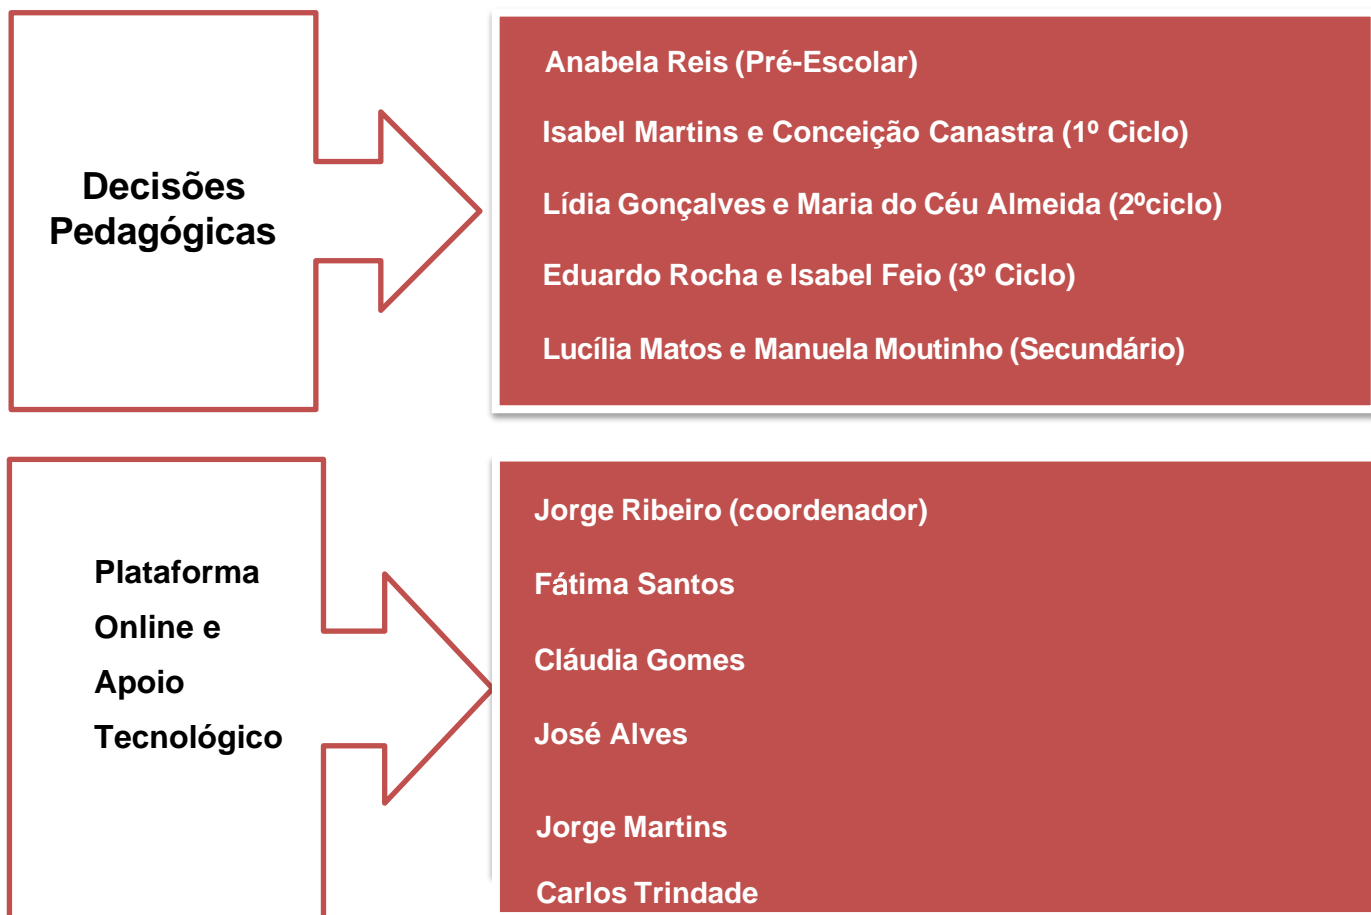 Decisões
Pedagógicas
Anabela Reis (Pré-Escolar)
Isabel Martins e Conceição Canastra (1º Ciclo)
Lídia Gonçalves e Maria do Céu Almeida (2ºciclo)
Eduardo Rocha e Isabel Feio (3º Ciclo)
Lucília Matos e Manuela Moutinho (Secundário)
Plataforma
Online e
Apoio
Tecnológico
Jorge Ribeiro (coordenador)
Fátima Santos
Cláudia Gomes
José Alves
Jorge Martins
Carlos Trindade